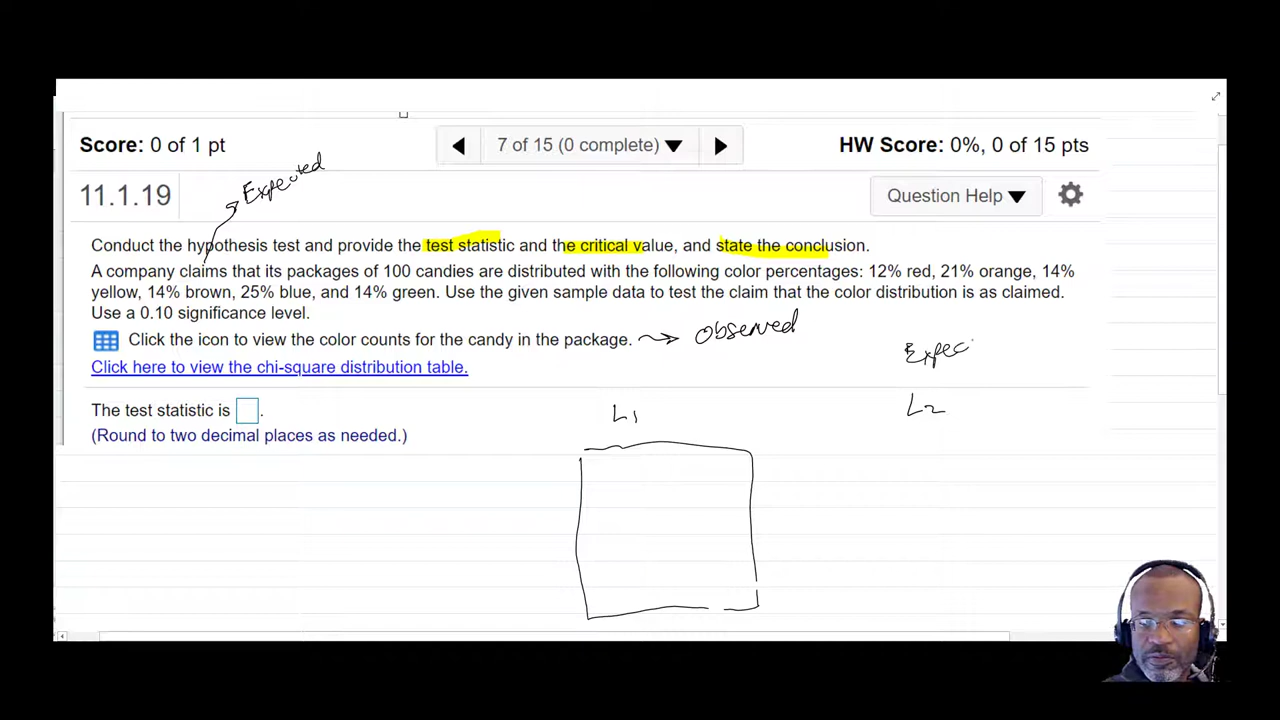 Score: 0 of 1 pt
7 of 15 (0 complete)
HW Score: 0%, 0 of 15 pts
Expected
11.1.19
Question Help
Conduct the hypothesis test and provide the test statistic and the critical value, and state the conclusion.
A company claims that its packages of 100 candies are distributed with the following color percentages: 12% red, 21% orange, 14%
yellow, 14% brown, 25% blue, and 14% green. Use the given sample data to test the claim that the color distribution is as claimed.
Use a 0.10 significance level.
Click the icon to view the color counts for the candy in the package.
Observed
Expec
Click here to view the chi-square distribution table.
The test statistic is .
L1
L2
(Round to two decimal places as needed.)